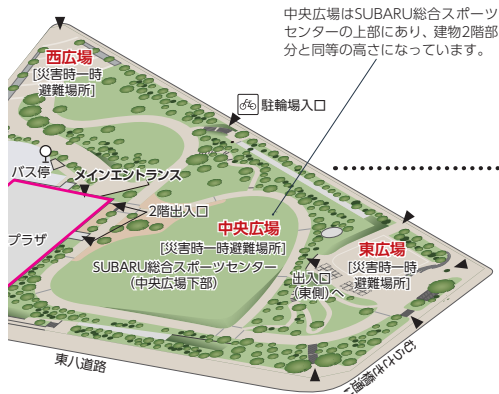 中央広場はSUBARU総合スポーツ
センターの上部にあり、建物2階部
分と同等の高さになっています。
西広場
[災害時一時
避難場所]
駐輪場入口
バス停
メインエントランス
2階出入口
プラザ
中央広場
[災害時一時避難場所]
SUBARU総合スポーツセンター
（中央広場下部）
東広場
[災害時一時
避難場所]
出入口
（東側）へ
東八道路
むらさき橋通り